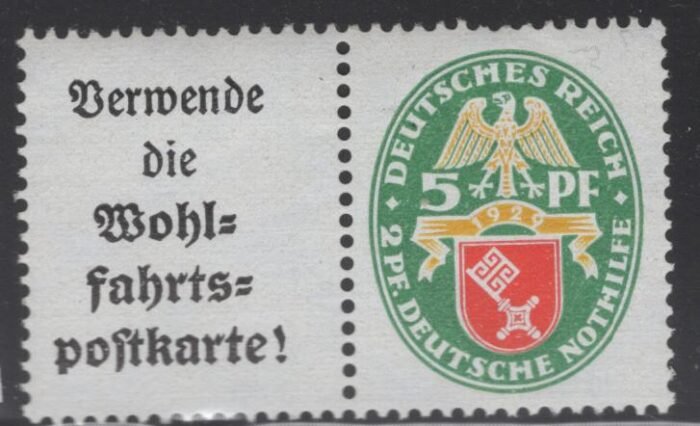 Verwende
die
Wohl=
fahrts=
postkarte!
DEUTSCHES REICH
5 PF
1929
2 PF. DEUTSCHE NOTHILFE